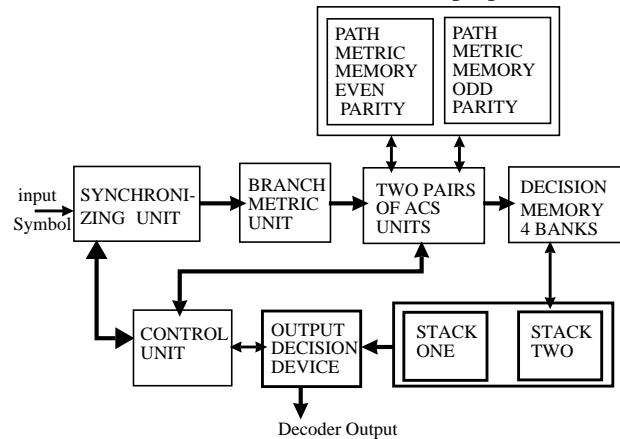 PATH
METRIC
MEMORY
EVEN
PARITY
PATH
METRIC
MEMORY
ODD
PARITY
input
Symbol
SYNCHRONI-
ZING UNIT
BRANCH
METRIC
UNIT
TWO PAIRS
OF ACS
UNITS
DECISION
MEMORY
4 BANKS
CONTROL
UNIT
OUTPUT
DECISION
DEVICE
STACK
ONE
STACK
TWO
Decoder Output